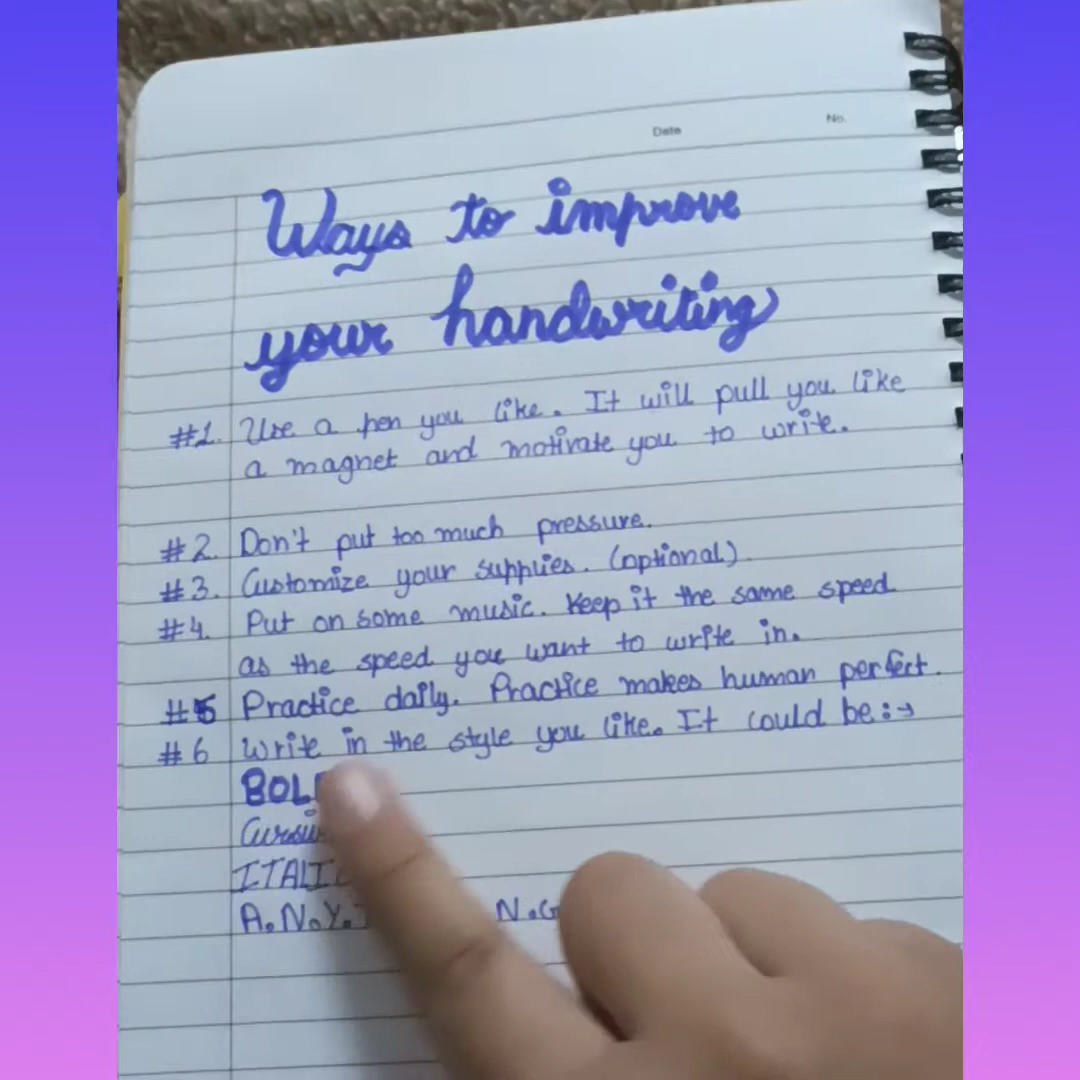 Date No.
Ways to improve
your handwriting
#1. Use a pen you like. It will pull you like
a magnet and motivate you to write.
#2. Don't put too much pressure.
#3. Customize your supplies. (optional)
#4. Put on some music. Keep it the same speed
as the speed you want to write in.
#5 Practice daily. Practice makes human perfect.
#6 Write in the style you like. It could be:→